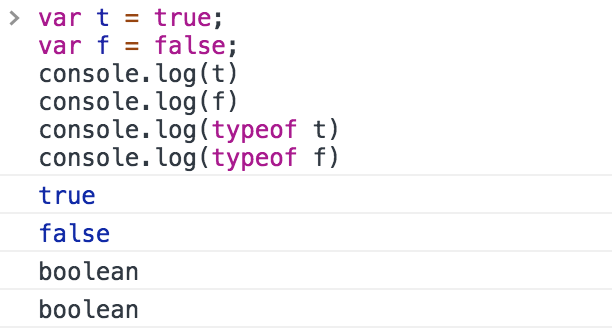 > var t = true;
var f = false;
console.log(t)
console.log(f)
console.log(typeof t)
console.log(typeof f)
true
false
boolean
boolean